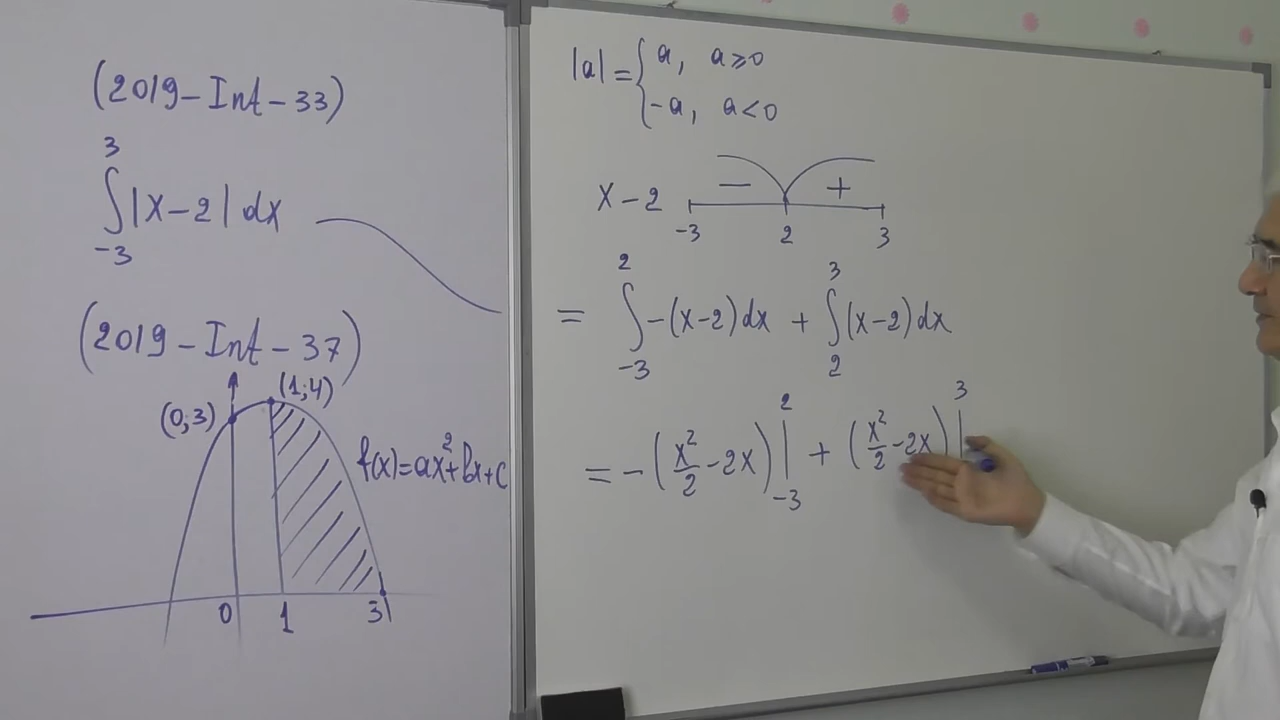 (2019-Int-33)
3
∫|x-2|dx
-3
(2019-Int-37)
(0;3) (1;4)
f(x)=ax²+bx+c
0 1 3
|a|={a, a≥0
-a, a<0
x-2 - +
-3 2 3
2 3
= ∫-(x-2)dx + ∫(x-2)dx
-3 2
2 3
= -(x²/2-2x)| + (x²/2-2x)|
-3